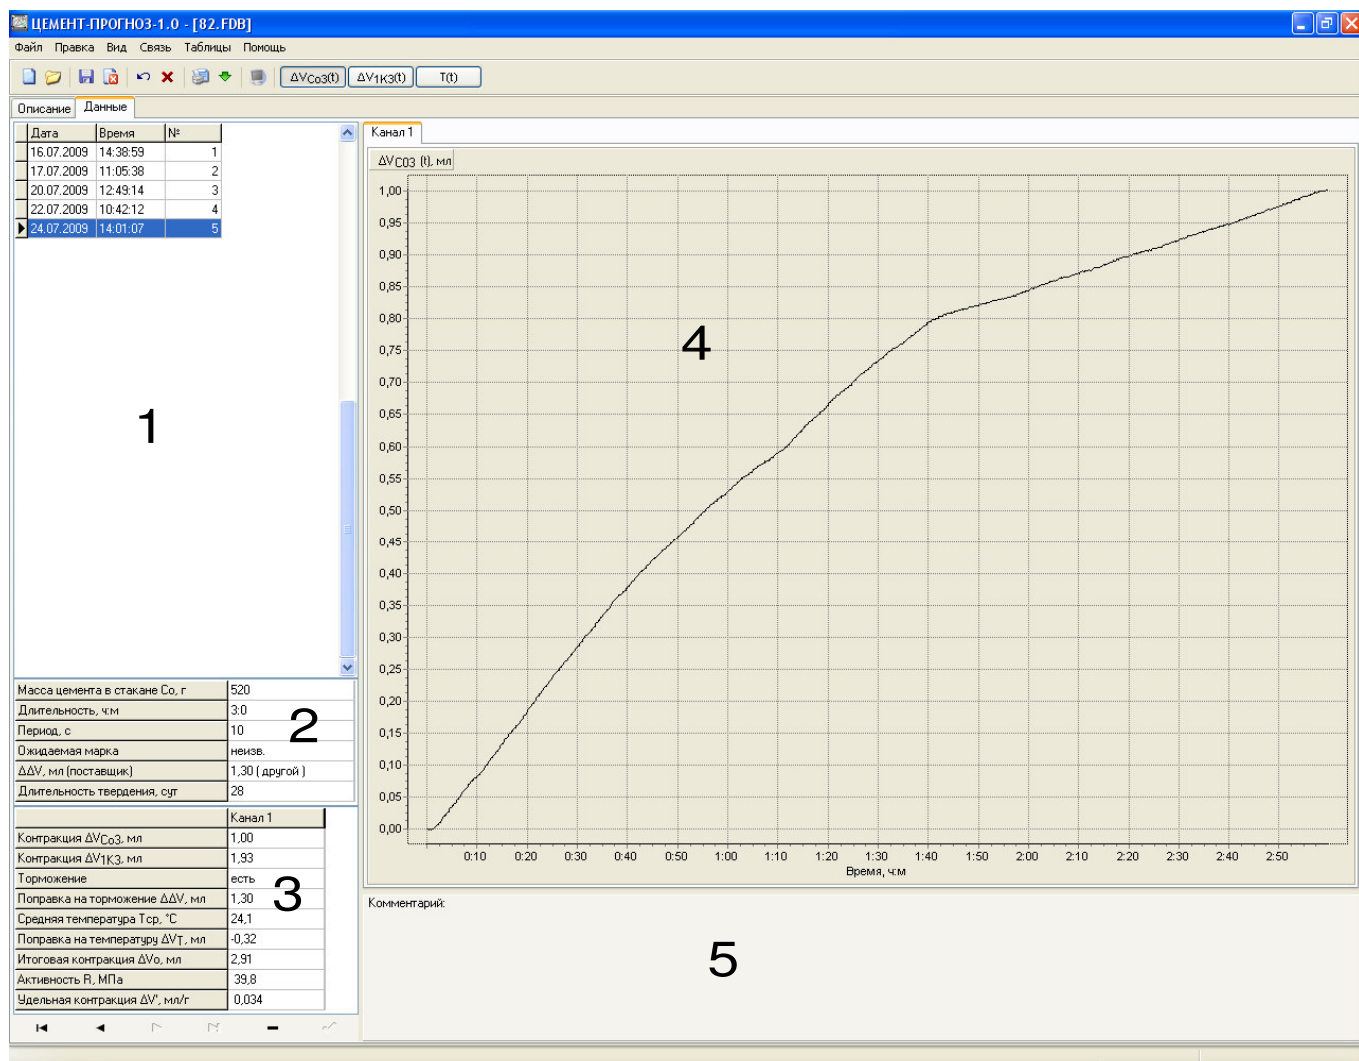 ЦЕМЕНТ-ПРОГНОЗ-1.0 - [82.FDB]
Файл Правка Вид Связь Таблицы Помощь
ΔVCo3(t) ΔV1K3(t) T(t)
Описание Данные
Дата Время №
16.07.2009 14:38:59 1
17.07.2009 11:05:38 2
20.07.2009 12:49:14 3
22.07.2009 10:42:12 4
24.07.2009 14:01:07 5
1
Масса цемента в стакане Co, г 520
Длительность, ч:м 3:0
Период, с 10
Ожидаемая марка неизв.
ΔΔV, мл (поставщик) 1,30 ( другой )
Длительность твердения, сут 28
2
Канал 1
Контракция ΔVCo3, мл 1,00
Контракция ΔV1K3, мл 1,93
Торможение есть
Поправка на торможение ΔΔV, мл 1,30
Средняя температура Tср, °C 24,1
Поправка на температуру ΔVT, мл -0,32
Итоговая контракция ΔVo, мл 2,91
Активность R, МПа 39,8
Удельная контракция ΔV', мл/г 0,034
3
Канал 1
ΔVC03 (t), мл
1,00
0,95
0,90
0,85
0,80
0,75
0,70
0,65
0,60
0,55
0,50
0,45
0,40
0,35
0,30
0,25
0,20
0,15
0,10
0,05
0,00
4
0:10 0:20 0:30 0:40 0:50 1:00 1:10 1:20 1:30 1:40 1:50 2:00 2:10 2:20 2:30 2:40 2:50
Время, ч:м
Комментарий:
5